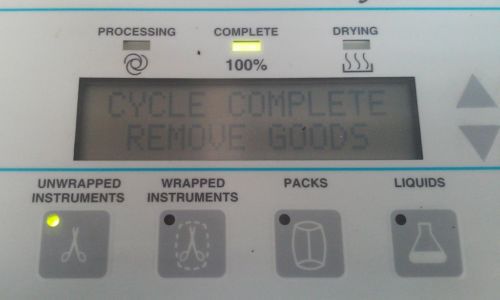 PROCESSING COMPLETE DRYING
100%
CYCLE COMPLETE
REMOVE GOODS
UNWRAPPED INSTRUMENTS
WRAPPED INSTRUMENTS
PACKS
LIQUIDS